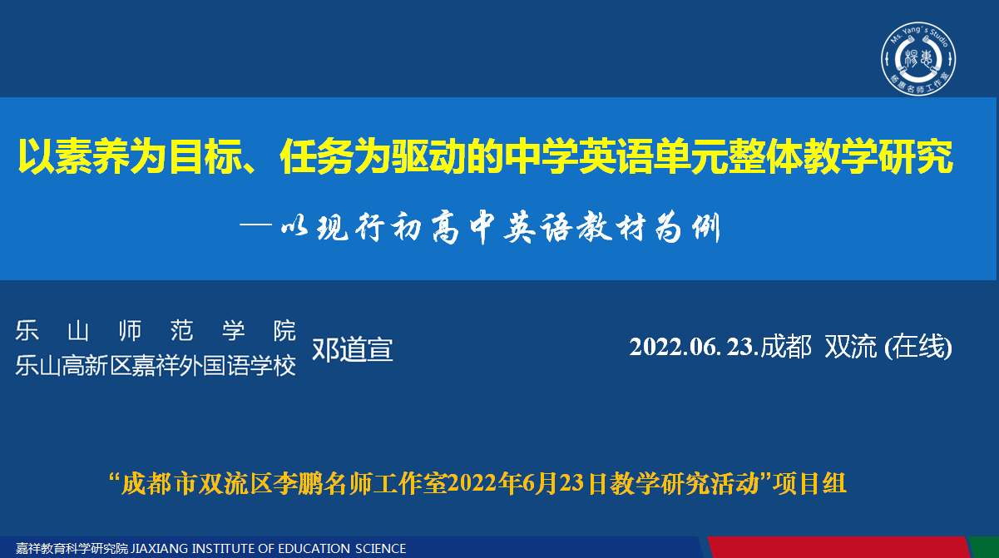 Ms. Yang's Studio
杨惠
杨惠名师工作室
以素养为目标、任务为驱动的中学英语单元整体教学研究
—以现行初高中英语教材为例
乐山师范学院
乐山高新区嘉祥外国语学校
邓道宣
2022.06. 23.成都 双流 (在线)
“成都市双流区李鹏名师工作室2022年6月23日教学研究活动”项目组
嘉祥教育科学研究院 JIAXIANG INSTITUTE OF EDUCATION SCIENCE